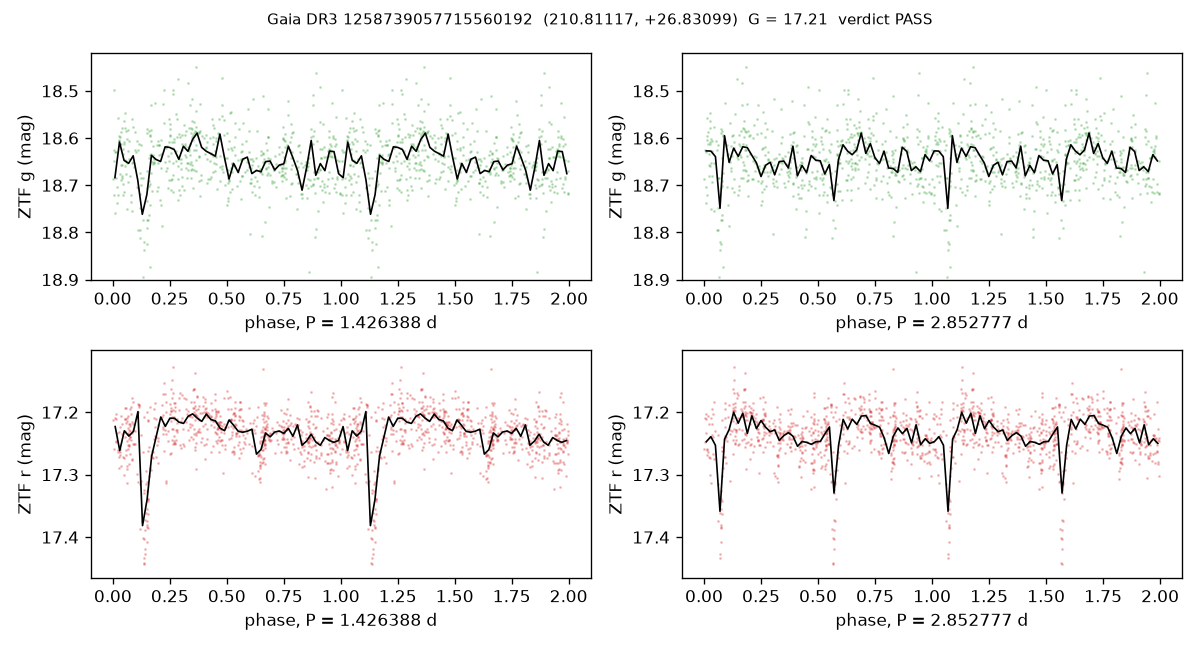 Gaia DR3 1258739057715560192 (210.81117, +26.83099) G = 17.21 verdict PASS
ZTF g (mag)
18.5
18.6
18.7
18.8
18.9
0.00 0.25 0.50 0.75 1.00 1.25 1.50 1.75 2.00
phase, P = 1.426388 d
ZTF g (mag)
18.5
18.6
18.7
18.8
18.9
0.00 0.25 0.50 0.75 1.00 1.25 1.50 1.75 2.00
phase, P = 2.852777 d
ZTF r (mag)
17.2
17.3
17.4
0.00 0.25 0.50 0.75 1.00 1.25 1.50 1.75 2.00
phase, P = 1.426388 d
ZTF r (mag)
17.2
17.3
17.4
0.00 0.25 0.50 0.75 1.00 1.25 1.50 1.75 2.00
phase, P = 2.852777 d